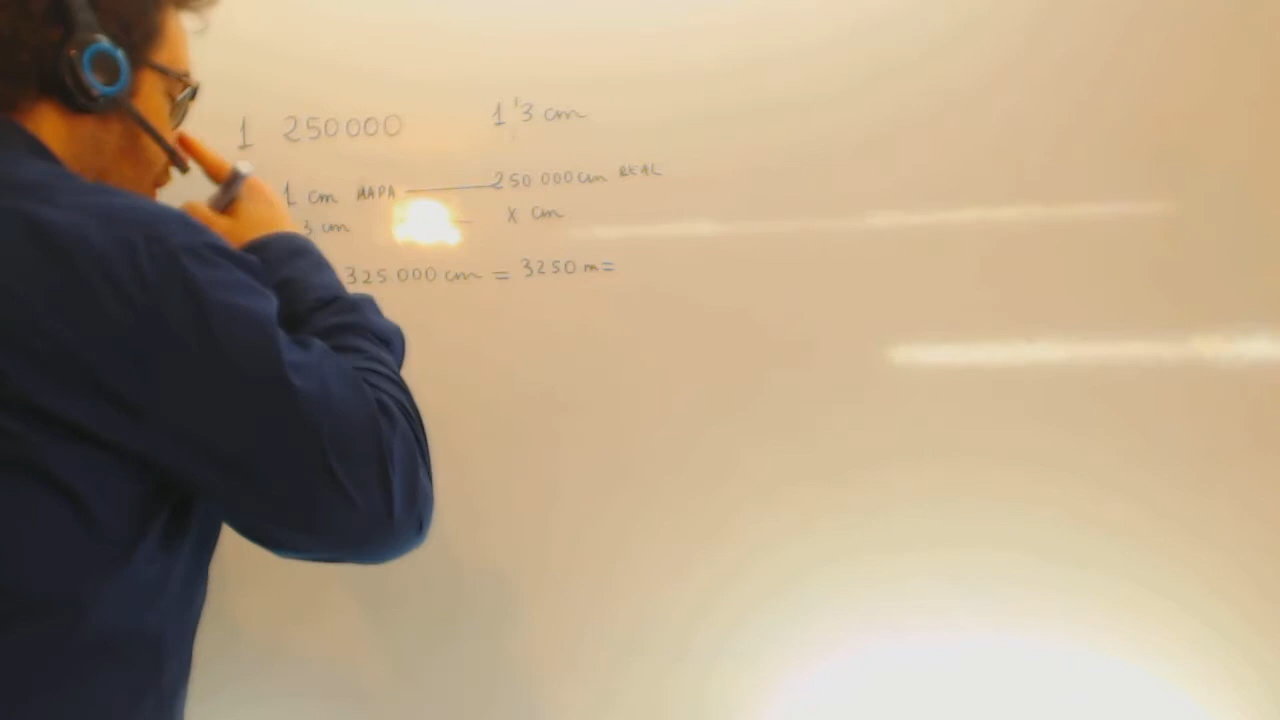 1 250000 1'3 cm
1 cm MAPA 250 000 cm REAL
3 cm x cm
325.000 cm = 3250 m =